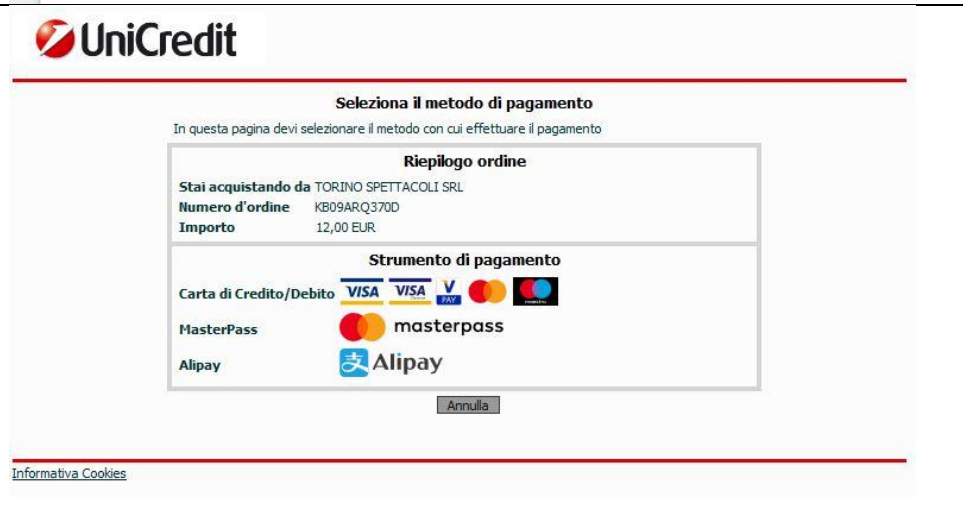 UniCredit
Seleziona il metodo di pagamento
In questa pagina devi selezionare il metodo con cui effettuare il pagamento
Riepilogo ordine
Stai acquistando da TORINO SPETTACOLI SRL
Numero d'ordine KB09ARQ370D
Importo 12,00 EUR
Strumento di pagamento
Carta di Credito/Debito VISA VISA V PAY
MasterPass masterpass
Alipay 支 Alipay
Annulla
Informativa Cookies